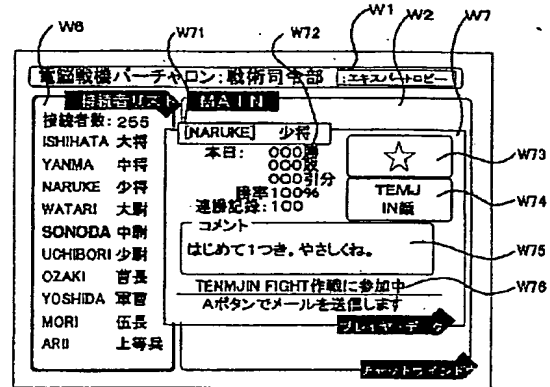 W6
W71
W72
W1
W2
W7
電脳戦機バーチャロン:戦術司令部
:エキスパートロビー
接続者リスト
MAIN
接続者数: 255
ISHIHATA 大将
YANMA 中将
NARUKE 少将
WATARI 大尉
SONODA 中尉
UCHIBORI 少尉
OZAKI 曹長
YOSHIDA 軍曹
MORI 伍長
ARII 上等兵
[NARUKE] 少将
本日: 000勝
000敗
000引分
勝率100%
連勝記録: 100
☆
W73
TEMJ
IN級
W74
コメント
はじめて1つき。やさしくね。
W75
TENMJIN FIGHT作戦に参加中
W76
Aボタンでメールを送信します
プレイヤ・データ
チャットウインドウ